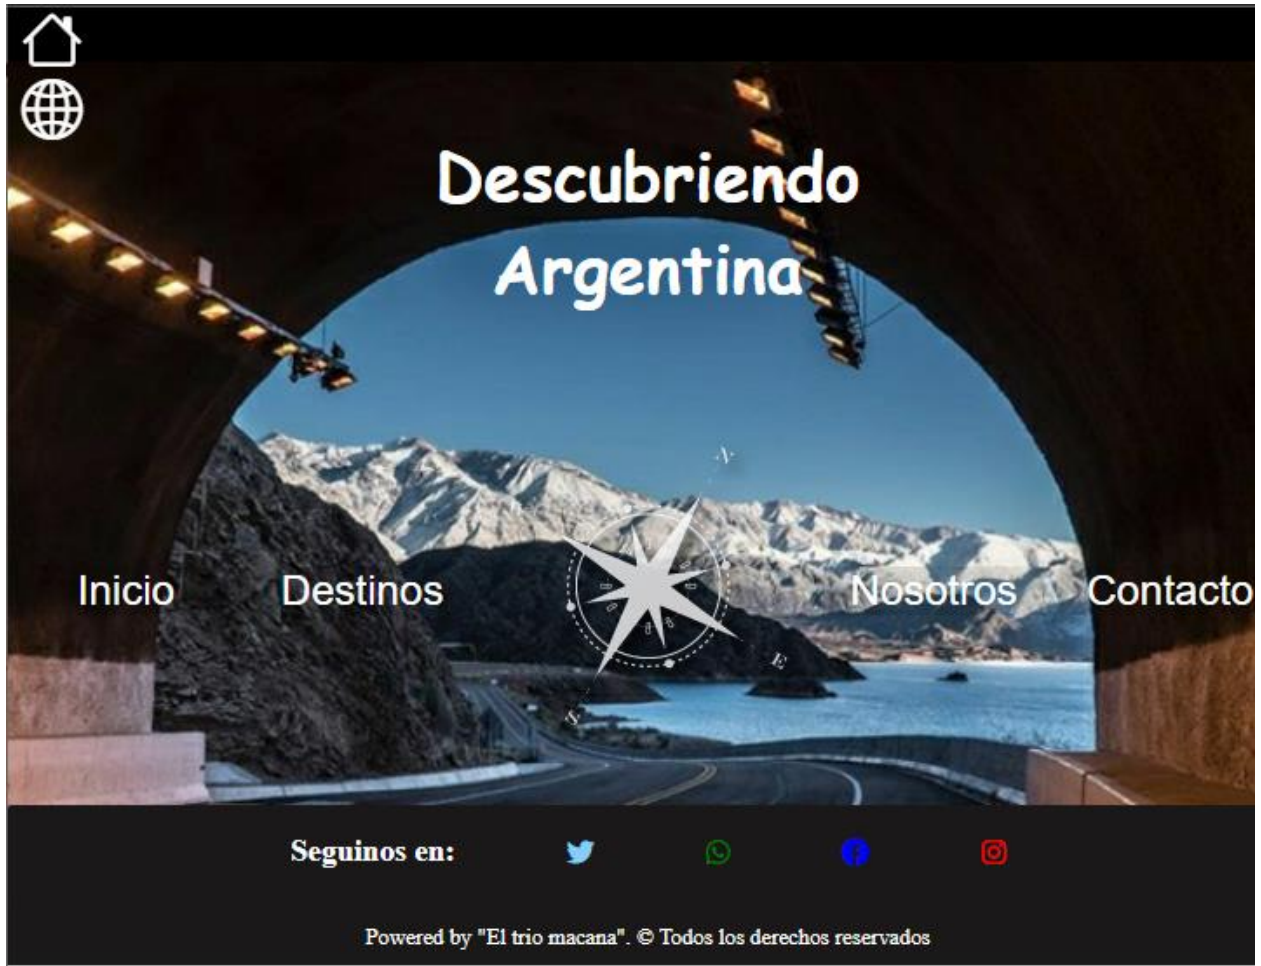 Descubriendo
Argentina
N
Inicio Destinos Nosotros Contacto
E
S
Seguinos en:
Powered by "El trio macana". © Todos los derechos reservados